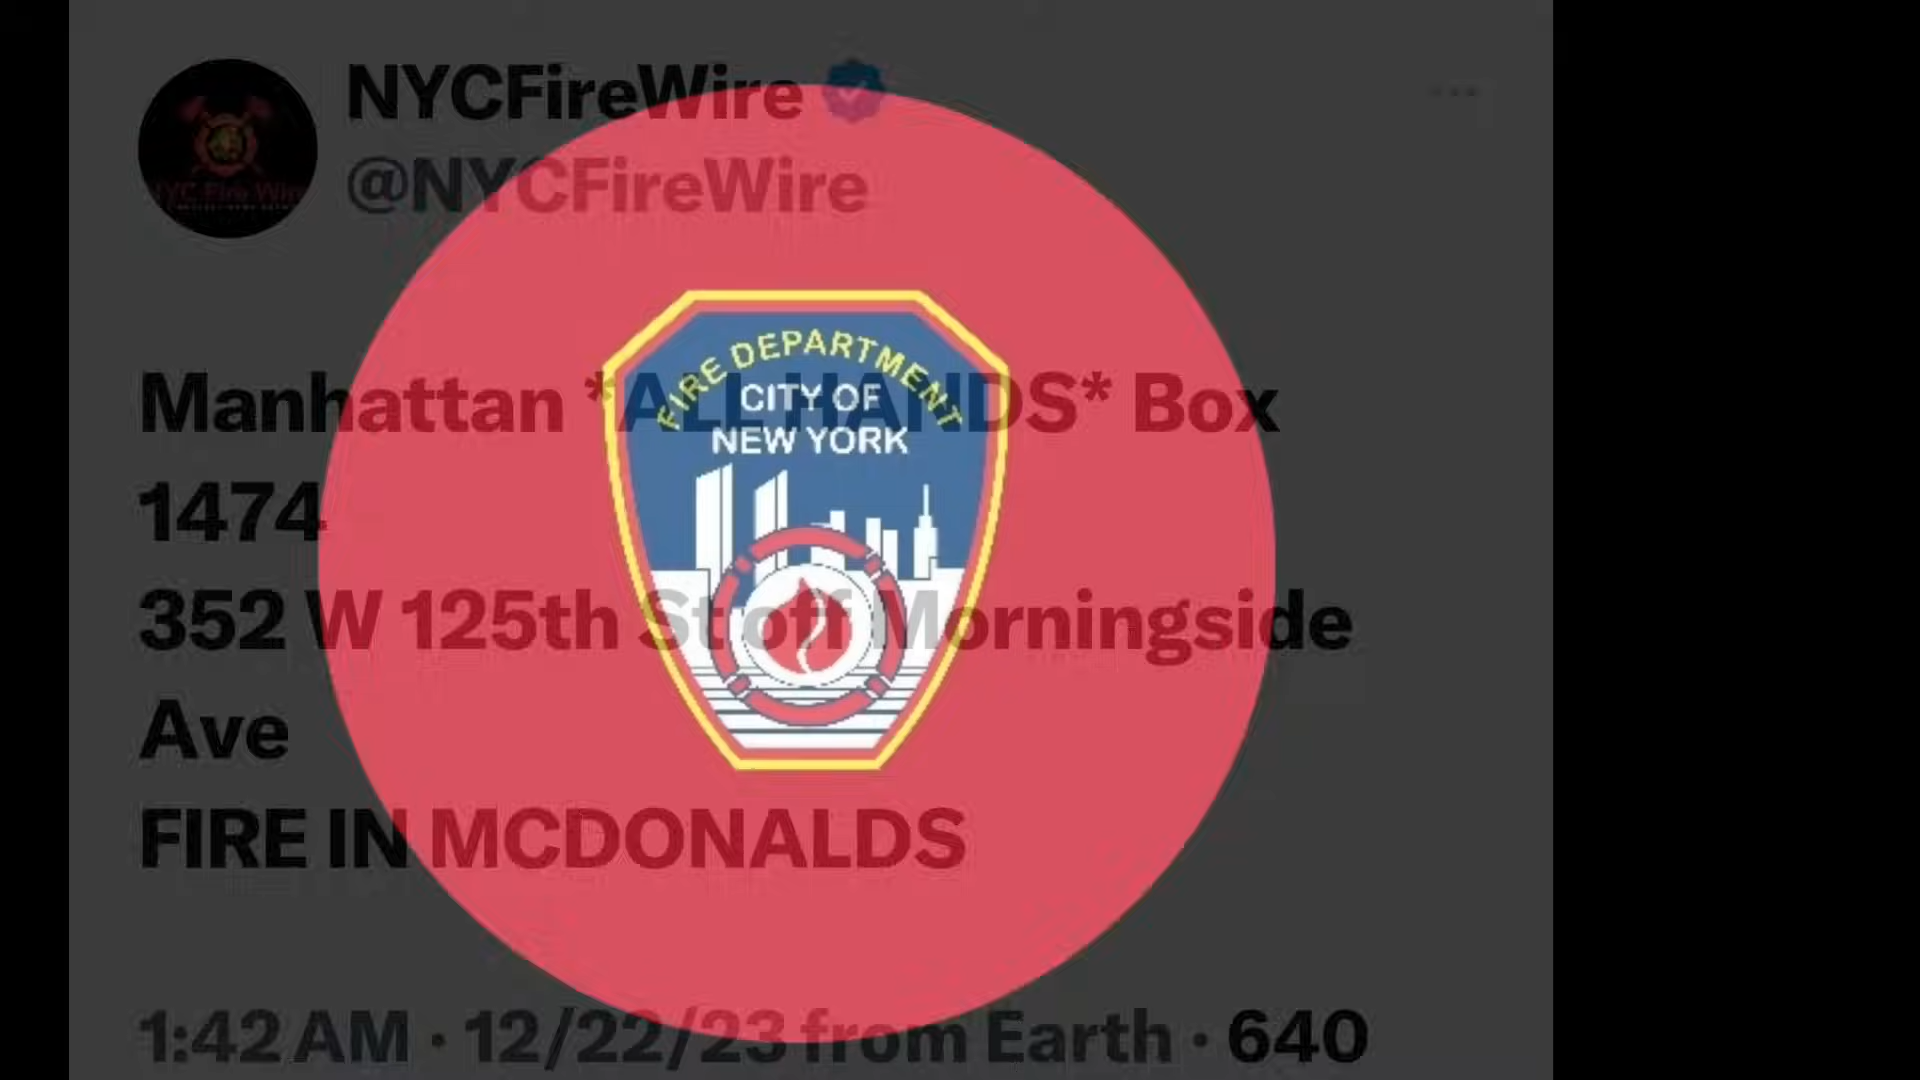 NYCFireWire
@NYCFireWire
FIRE DEPARTMENT
CITY OF
NEW YORK
Manhattan *ALL HANDS* Box
1474
352 W 125th St off Morningside
Ave
FIRE IN MCDONALDS
1:42 AM · 12/22/23 from Earth · 640